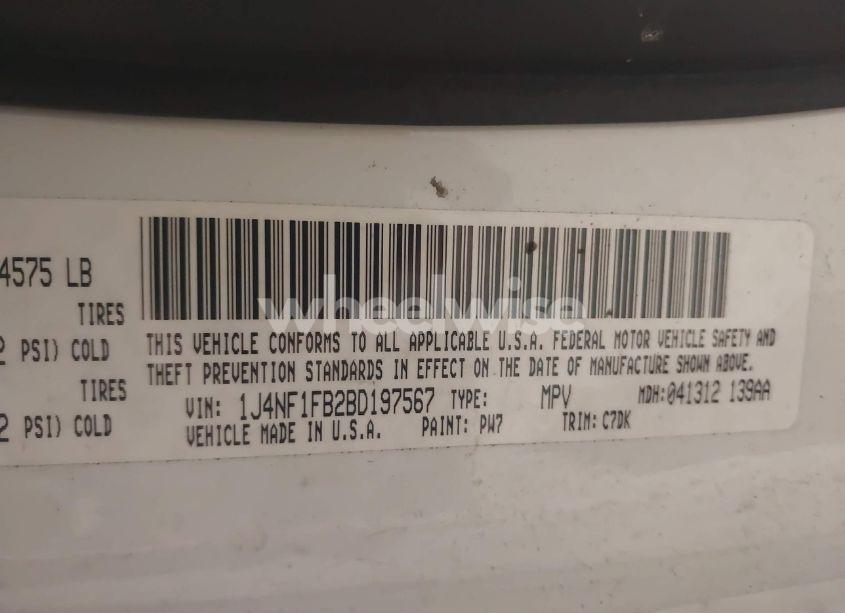 4575 LB
TIRES
PSI) COLD
TIRES
PSI) COLD
THIS VEHICLE CONFORMS TO ALL APPLICABLE U.S.A. FEDERAL MOTOR VEHICLE SAFETY AND
THEFT PREVENTION STANDARDS IN EFFECT ON THE DATE OF MANUFACTURE SHOWN ABOVE.
VIN: 1J4NF1FB2BD197567 TYPE: MPV MDH:041312 139AA
VEHICLE MADE IN U.S.A. PAINT: PW7 TRIM: C7DK
wheelwise